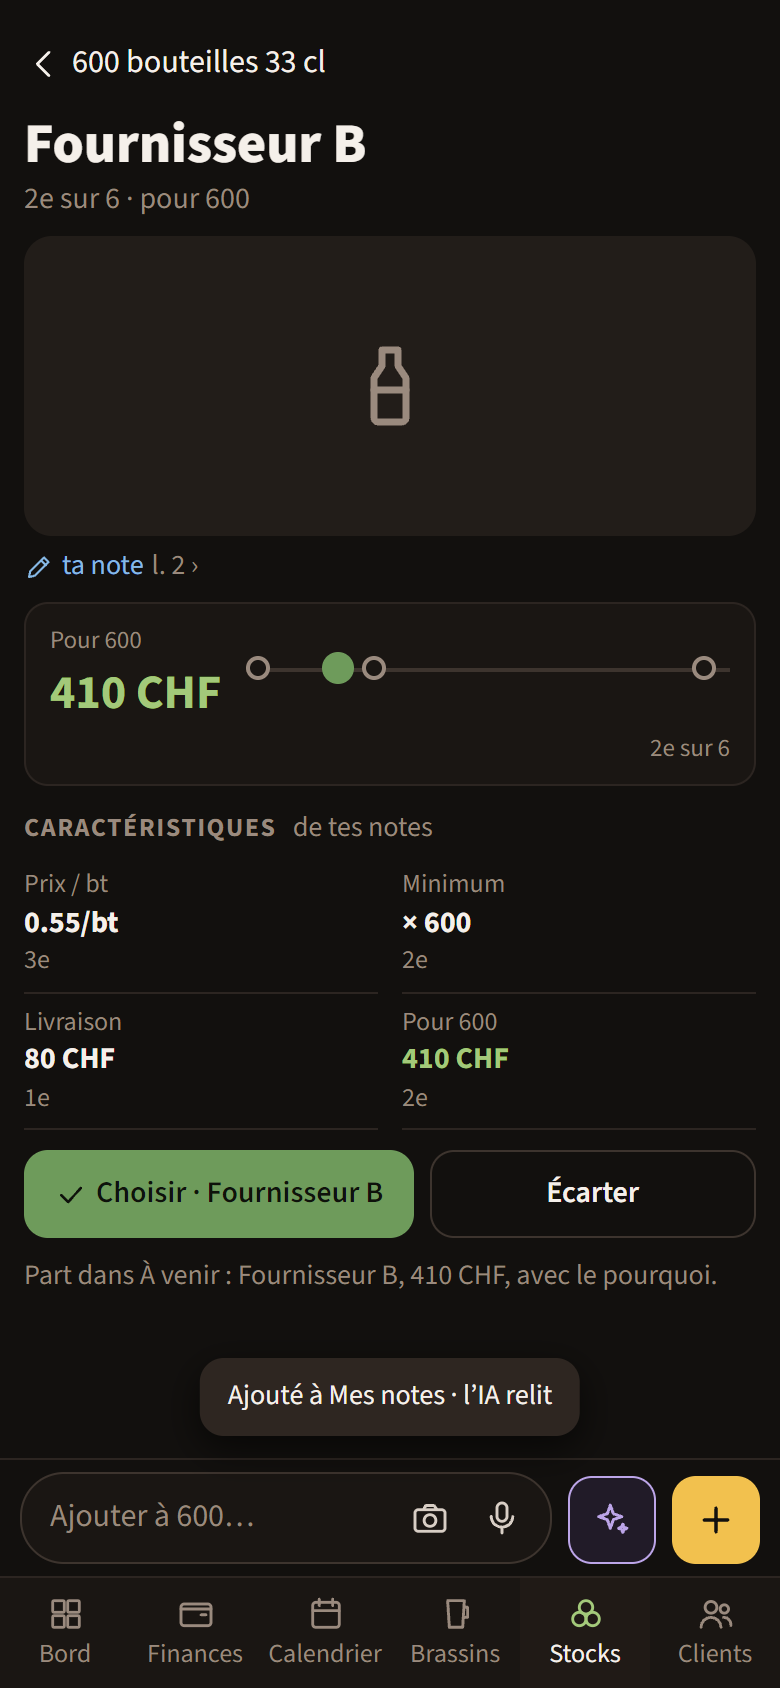 600 bouteilles 33 cl
Fournisseur B
2e sur 6 · pour 600
ta note l. 2 ›
Pour 600
410 CHF
2e sur 6
CARACTÉRISTIQUES de tes notes
Prix / bt
0.55/bt
3e
Minimum
× 600
2e
Livraison
80 CHF
1e
Pour 600
410 CHF
2e
Choisir · Fournisseur B
Écarter
Part dans À venir : Fournisseur B, 410 CHF, avec le pourquoi.
Ajouté à Mes notes · l’IA relit
Ajouter à 600…
Bord
Finances
Calendrier
Brassins
Stocks
Clients